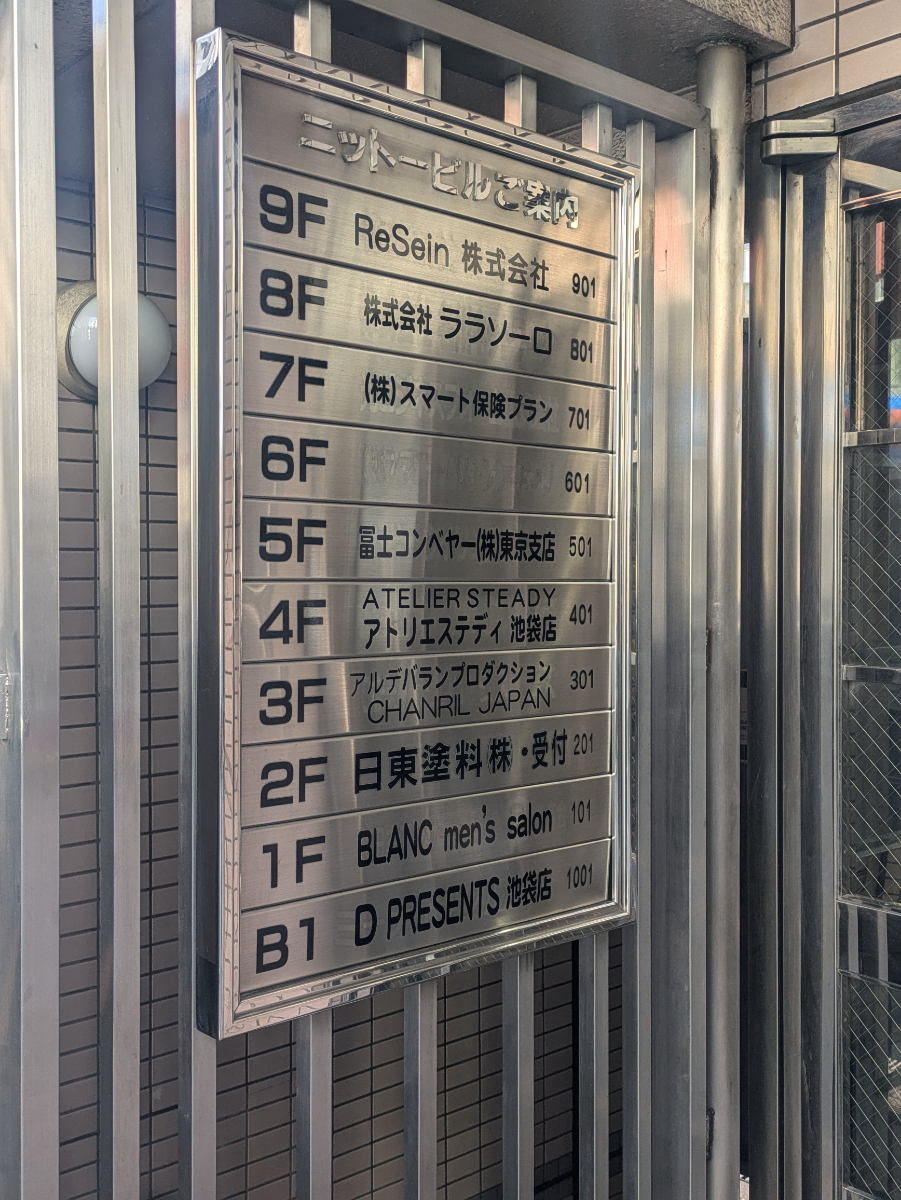 ニットービルご案内
9F ReSein 株式会社 901
8F 株式会社 ララソーロ 801
7F (株)スマート保険プラン 701
6F 601
5F 冨士コンベヤー(株)東京支店 501
4F ATELIER STEADY
アトリエステディ 池袋店 401
3F アルデバランプロダクション 301
CHANRIL JAPAN
2F 日東塗料(株)・受付 201
1F BLANC men's salon 101
B1 D PRESENTS 池袋店 1001